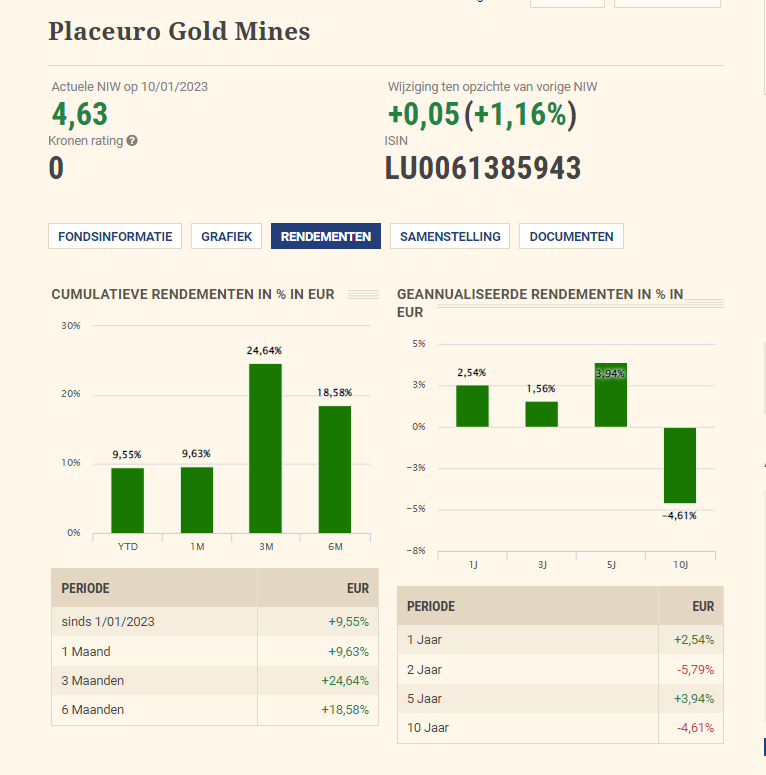 Placeuro Gold Mines
Actuele NIW op 10/01/2023
Wijziging ten opzichte van vorige NIW
4,63
+0,05 (+1,16%)
Kronen rating ?
ISIN
0
LU0061385943
FONDSINFORMATIE
GRAFIEK
RENDEMENTEN
SAMENSTELLING
DOCUMENTEN
CUMULATIEVE RENDEMENTEN IN % IN EUR
30%
20%
10%
0%
9,55%
9,63%
24,64%
18,58%
YTD
1M
3M
6M
PERIODE EUR
sinds 1/01/2023 +9,55%
1 Maand +9,63%
3 Maanden +24,64%
6 Maanden +18,58%
GEANNUALISEERDE RENDEMENTEN IN % IN
EUR
5%
3%
0%
−3%
−5%
−8%
2,54%
1,56%
3,94%
−4,61%
1J
3J
5J
10J
PERIODE EUR
1 Jaar +2,54%
2 Jaar -5,79%
5 Jaar +3,94%
10 Jaar -4,61%